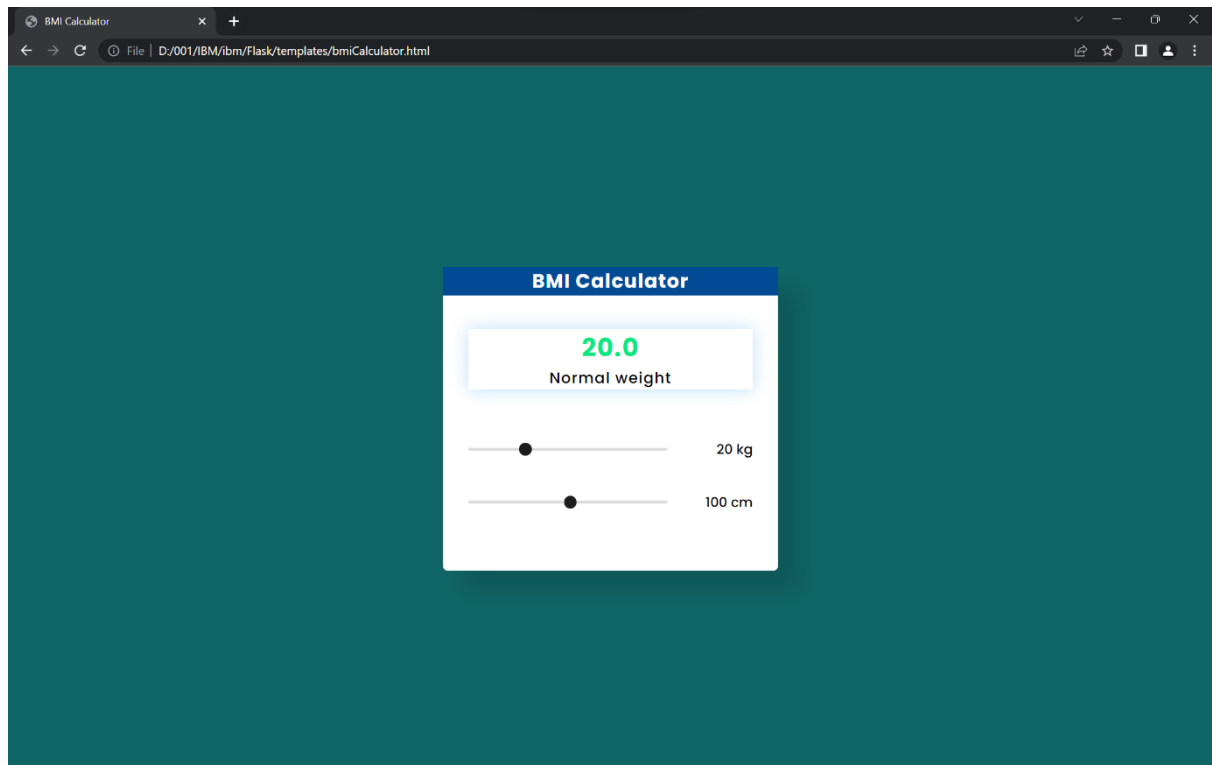 BMI Calculator
File | D:/001/IBM/ibm/Flask/templates/bmiCalculator.html
BMI Calculator
20.0
Normal weight
20 kg
100 cm